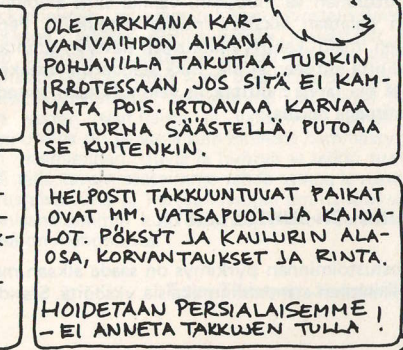 OLE TARKKANA KAR-
VANVAIHDON AIKANA,
POHJAVILLA TAKUTTAA TURKIN
IRROTESSAAN, JOS SITÄ EI KAM-
MATA POIS. IRTOAVAA KARVAA
ON TURHA SÄÄSTELLÄ, PUTOAA
SE KUITENKIN.
HELPOSTI TAKKUUNTUVAT PAIKAT
OVAT MM. VATSAPUOLI JA KAINA-
LOT. PÖKSYT JA KAULURIN ALA-
OSA, KORVANTAUKSET JA RINTA.
HOIDETAAN PERSIALAISEMME
- EI ANNETA TAKKUJEN TULLA!